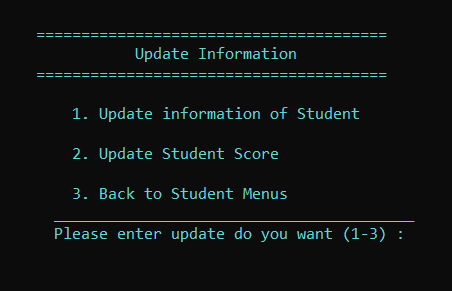 =======================================
Update Information
=======================================
1. Update information of Student
2. Update Student Score
3. Back to Student Menus
________________________________________
Please enter update do you want (1-3) :